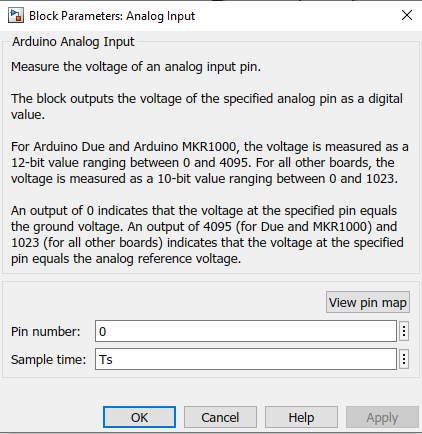 Block Parameters: Analog Input
Arduino Analog Input
Measure the voltage of an analog input pin.
The block outputs the voltage of the specified analog pin as a digital
value.
For Arduino Due and Arduino MKR1000, the voltage is measured as a
12-bit value ranging between 0 and 4095. For all other boards, the
voltage is measured as a 10-bit value ranging between 0 and 1023.
An output of 0 indicates that the voltage at the specified pin equals
the ground voltage. An output of 4095 (for Due and MKR1000) and
1023 (for all other boards) indicates that the voltage at the specified
pin equals the analog reference voltage.
View pin map
Pin number: 0
Sample time: Ts
OK Cancel Help Apply